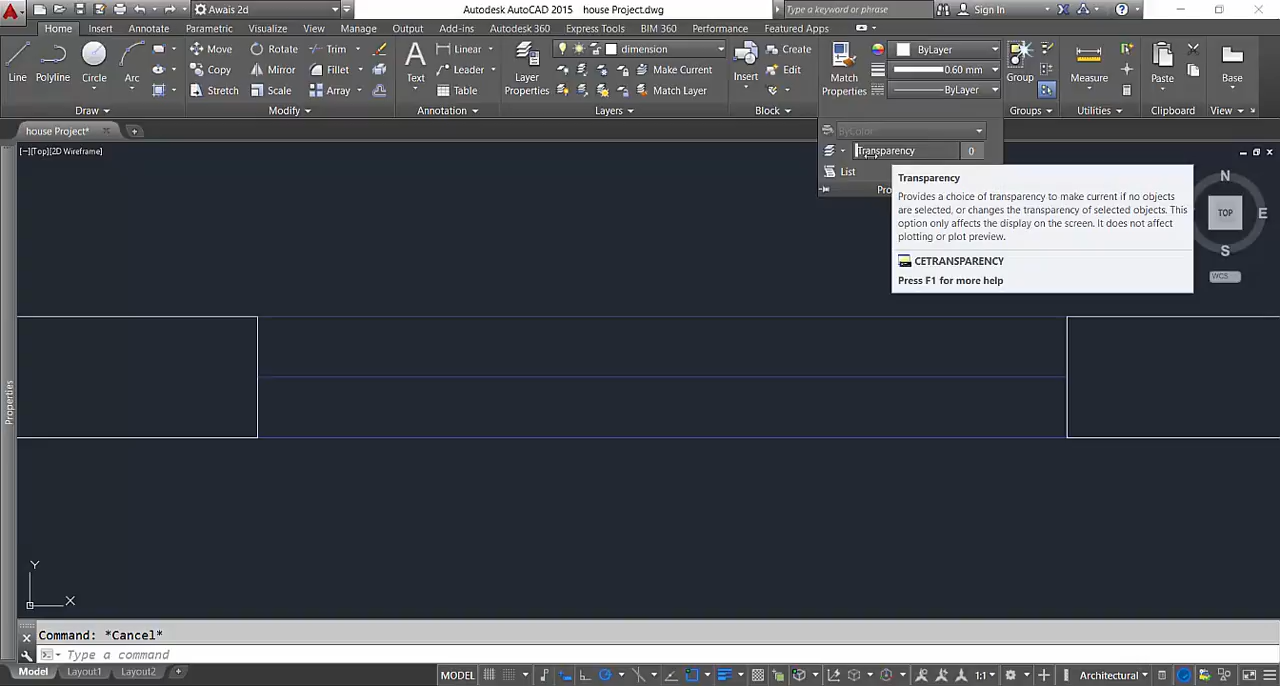 Awais 2d
Autodesk AutoCAD 2015 house Project.dwg
Type a keyword or phrase
Sign In
Home Insert Annotate Parametric Visualize View Manage Output Add-ins Autodesk 360 Express Tools BIM 360 Performance Featured Apps
Move Rotate Trim Linear dimension Create ByLayer
Line Polyline Circle Arc Copy Mirror Fillet Text Leader Layer Properties Make Current Insert Edit Match Properties 0.60 mm Group Measure Paste Base
Stretch Scale Array Table Match Layer ByLayer
Draw Modify Annotation Layers Block Groups Utilities Clipboard View
house Project*
ByColor
[−][Top][2D Wireframe]
Transparency 0
List
Transparency
Provides a choice of transparency to make current if no objects
are selected, or changes the transparency of selected objects. This
option only affects the display on the screen. It does not affect
plotting or plot preview.
CETRANSPARENCY
Press F1 for more help
N
TOP
E
S
WCS
Properties
Y
X
Command: *Cancel*
Type a command
Model Layout1 Layout2
MODEL
1:1
Architectural